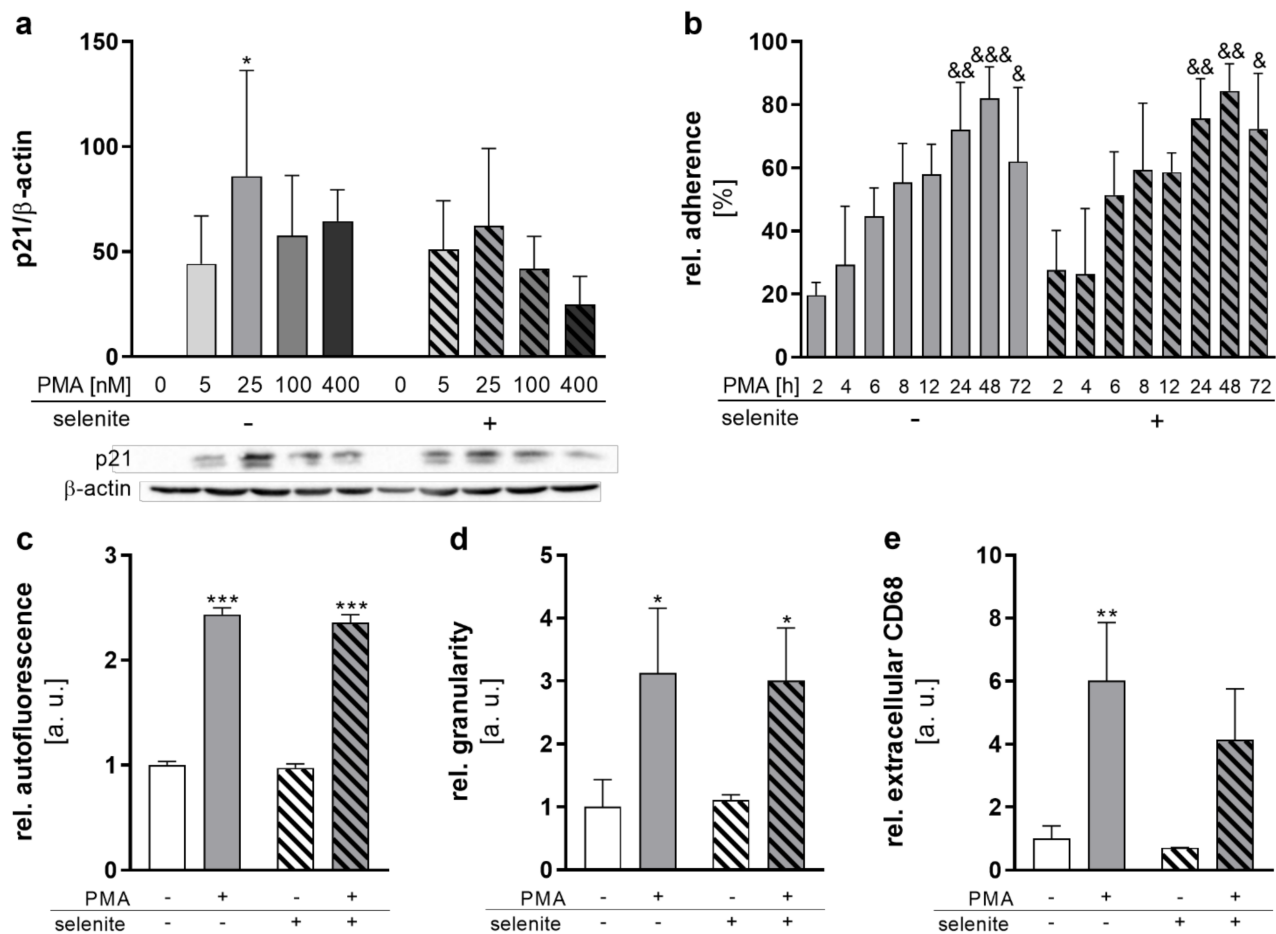 a
p21/β-actin
150
100
50
0
*
PMA [nM] 0 5 25 100 400 0 5 25 100 400
selenite - +
p21
β-actin
b
rel. adherence
[%]
100
80
60
40
20
0
&& &&& & && && &
PMA [h] 2 4 6 8 12 24 48 72 2 4 6 8 12 24 48 72
selenite - +
c
rel. autofluorescence
[a. u.]
3
2
1
0
*** ***
PMA - + - +
selenite - - + +
d
rel. granularity
[a. u.]
5
4
3
2
1
0
* *
PMA - + - +
selenite - - + +
e
rel. extracellular CD68
[a. u.]
10
8
6
4
2
0
**
PMA - + - +
selenite - - + +